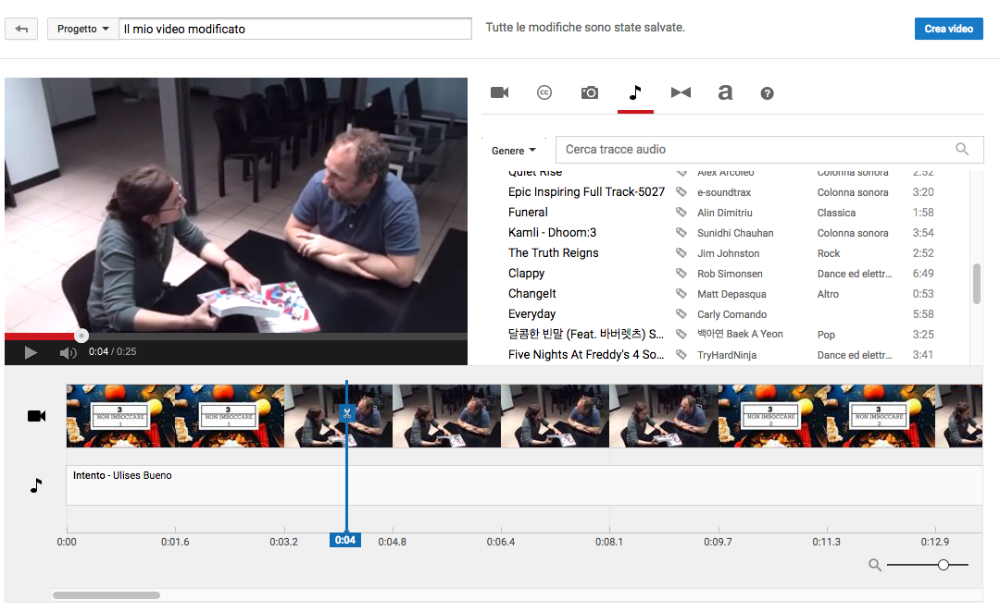 Progetto Il mio video modificato Tutte le modifiche sono state salvate. Crea video
cc a ?
Genere Cerca tracce audio
Quiet Rise Alex Arcoleo Colonna sonora 2:52
Epic Inspiring Full Track-5027 e-soundtrax Colonna sonora 3:20
Funeral Alin Dimitriu Classica 1:58
Kamli - Dhoom:3 Sunidhi Chauhan Colonna sonora 3:54
The Truth Reigns Jim Johnston Rock 2:52
Clappy Rob Simonsen Dance ed elettr... 6:49
ChangeIt Matt Depasqua Altro 0:53
Everyday Carly Comando 5:58
달콤한 빈말 (Feat. 바버렛츠) S... 백아연 Baek A Yeon Pop 3:25
Five Nights At Freddy's 4 So... TryHardNinja Dance ed elettr... 3:41
0:04 / 0:25
3 3 3 3
NON IMBOCCARE NON IMBOCCARE NON IMBOCCARE NON IMBOCCARE
1 1 2 2
Intento - Ulises Bueno
0:00 0:01.6 0:03.2 0:04 0:04.8 0:06.4 0:08.1 0:09.7 0:11.3 0:12.9